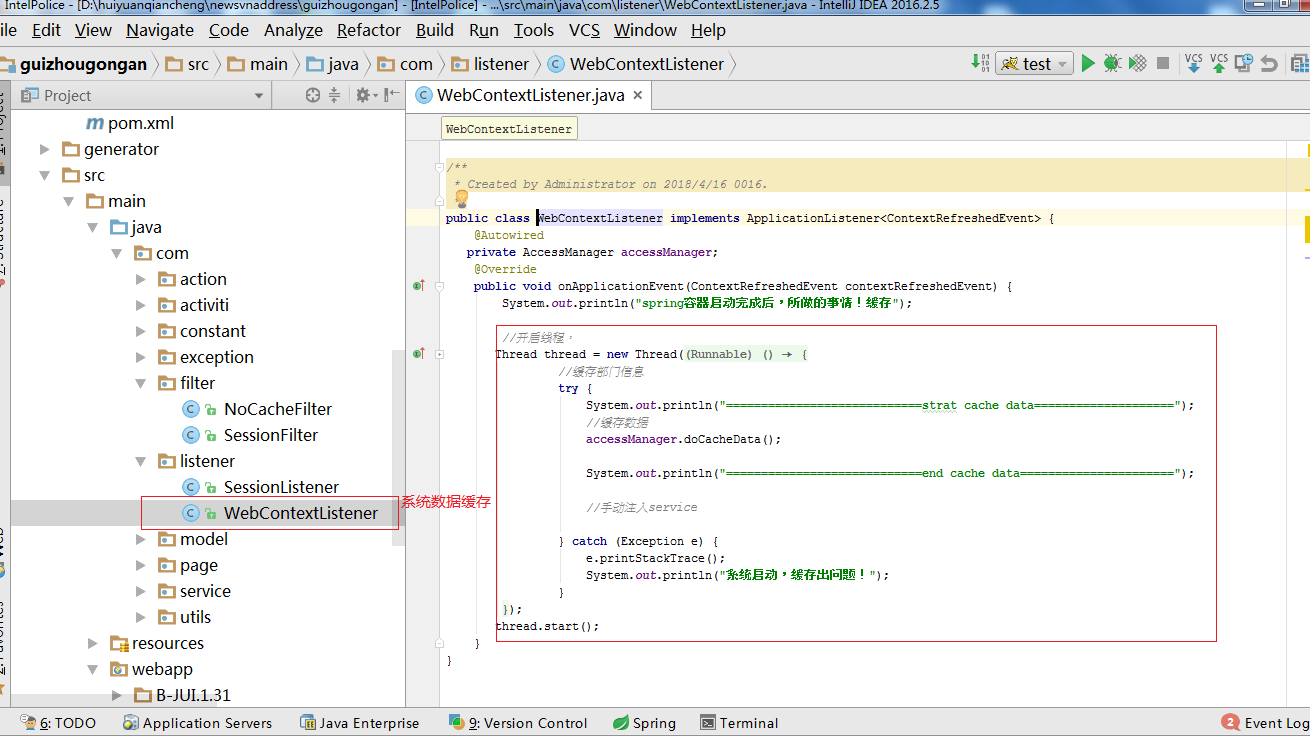 IntelPolice - [D:\huiyuanqiancheng\newsvnaddress\guizhougongan] - [IntelPolice] - ...\src\main\java\com\listener\WebContextListener.java - IntelliJ IDEA 2016.2.5
ile Edit View Navigate Code Analyze Refactor Build Run Tools VCS Window Help
guizhougongan src main java com listener WebContextListener test VCS VCS
Project WebContextListener.java
WebContextListener
pom.xml
generator
src
main
java
com
action
activiti
constant
exception
filter
NoCacheFilter
SessionFilter
listener
SessionListener
WebContextListener
系统数据缓存
model
page
service
utils
resources
webapp
B-JUI.1.31
/**
* Created by Administrator on 2018/4/16 0016.
public class WebContextListener implements ApplicationListener<ContextRefreshedEvent> {
@Autowired
private AccessManager accessManager;
@Override
public void onApplicationEvent(ContextRefreshedEvent contextRefreshedEvent) {
System.out.println("spring容器启动完成后，所做的事情！缓存");
//开启线程，
Thread thread = new Thread((Runnable) () → {
//缓存部门信息
try {
System.out.println("============================strat cache data====================");
//缓存数据
accessManager.doCacheData();
System.out.println("============================end cache data======================");
//手动注入service
} catch (Exception e) {
e.printStackTrace();
System.out.println("系统启动，缓存出问题！");
}
});
thread.start();
}
}
6: TODO Application Servers Java Enterprise 9: Version Control Spring Terminal 2 Event Log